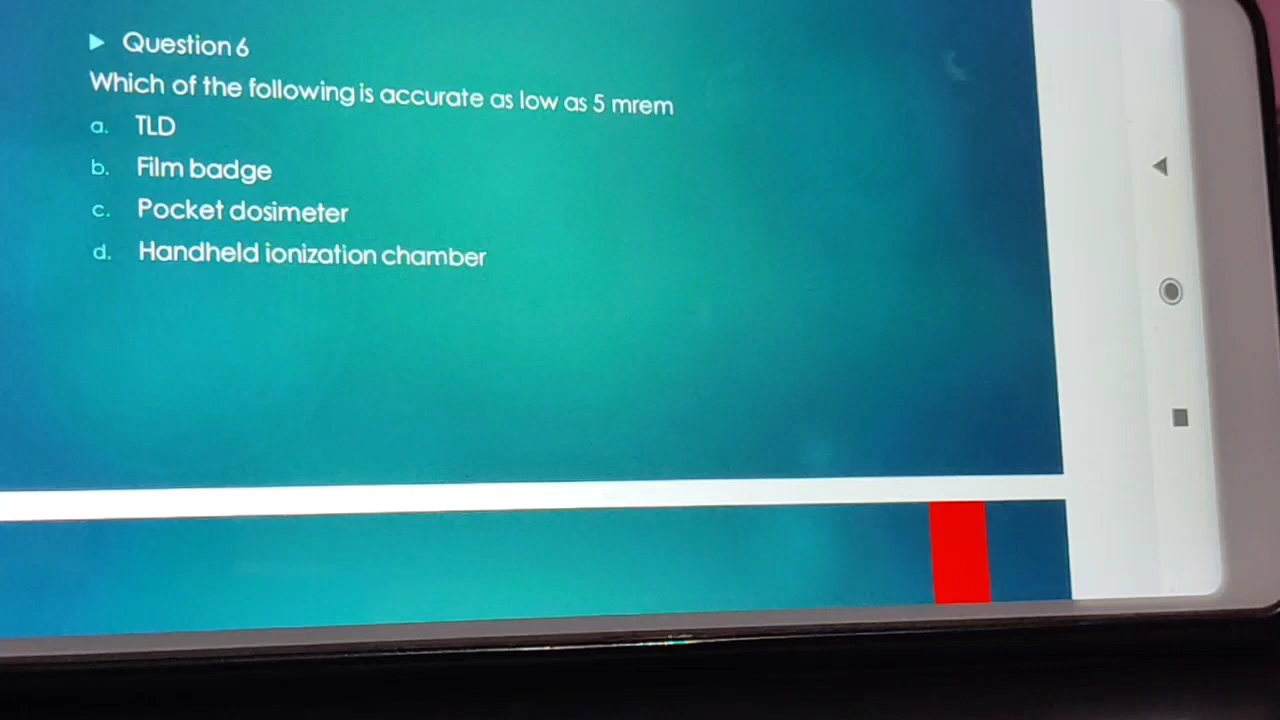 Question 6
Which of the following is accurate as low as 5 mrem
a. TLD
b. Film badge
c. Pocket dosimeter
d. Handheld ionization chamber